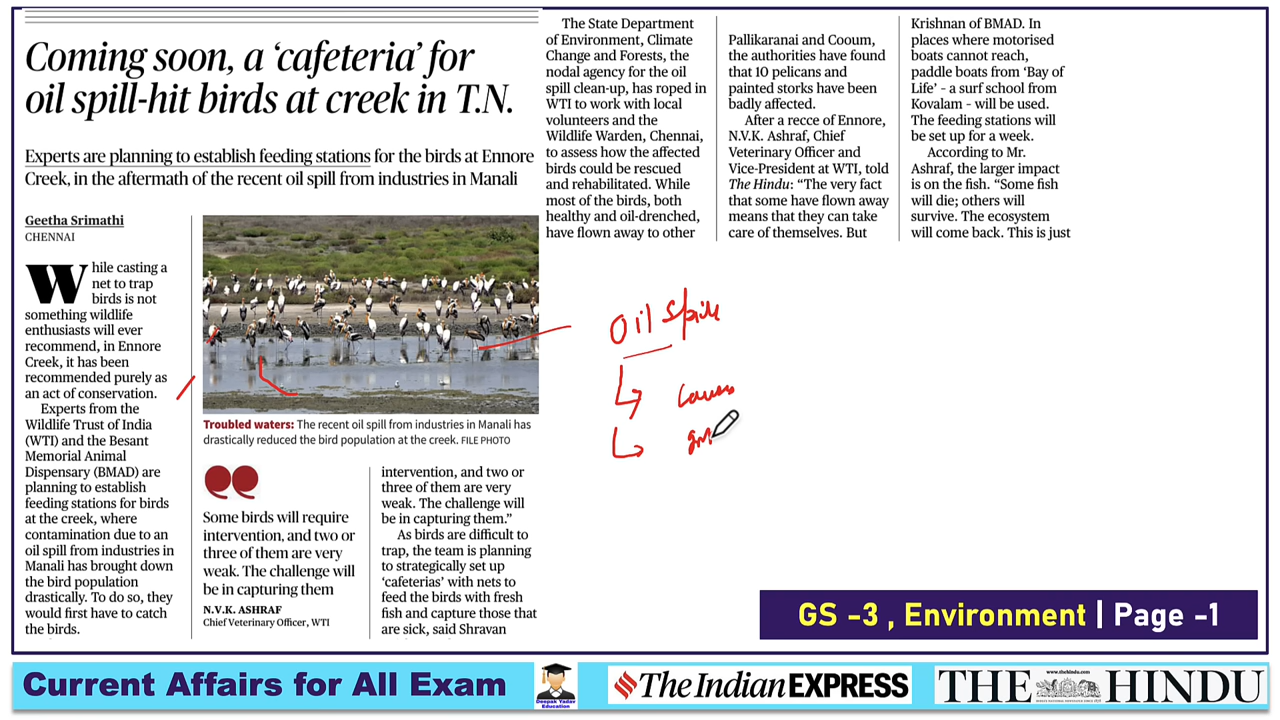 Coming soon, a ‘cafeteria’ for
oil spill-hit birds at creek in T.N.
Experts are planning to establish feeding stations for the birds at Ennore
Creek, in the aftermath of the recent oil spill from industries in Manali
Geetha Srimathi
CHENNAI
While casting a
net to trap
birds is not
something wildlife
enthusiasts will ever
recommend, in Ennore
Creek, it has been
recommended purely as
an act of conservation.
Experts from the
Wildlife Trust of India
(WTI) and the Besant
Memorial Animal
Dispensary (BMAD) are
planning to establish
feeding stations for birds
at the creek, where
contamination due to an
oil spill from industries in
Manali has brought down
the bird population
drastically. To do so, they
would first have to catch
the birds.
Troubled waters: The recent oil spill from industries in Manali has
drastically reduced the bird population at the creek. FILE PHOTO
Some birds will require
intervention, and two or
three of them are very
weak. The challenge will
be in capturing them
N.V.K. ASHRAF
Chief Veterinary Officer, WTI
The State Department
of Environment, Climate
Change and Forests, the
nodal agency for the oil
spill clean-up, has roped in
WTI to work with local
volunteers and the
Wildlife Warden, Chennai,
to assess how the affected
birds could be rescued
and rehabilitated. While
most of the birds, both
healthy and oil-drenched,
have flown away to other
Pallikaranai and Cooum,
the authorities have found
that 10 pelicans and
painted storks have been
badly affected.
After a recce of Ennore,
N.V.K. Ashraf, Chief
Veterinary Officer and
Vice-President at WTI, told
The Hindu: “The very fact
that some have flown away
means that they can take
care of themselves. But
intervention, and two or
three of them are very
weak. The challenge will
be in capturing them.”
As birds are difficult to
trap, the team is planning
to strategically set up
‘cafeterias’ with nets to
feed the birds with fresh
fish and capture those that
are sick, said Shravan
Krishnan of BMAD. In
places where motorised
boats cannot reach,
paddle boats from ‘Bay of
Life’ – a surf school from
Kovalam – will be used.
The feeding stations will
be set up for a week.
According to Mr.
Ashraf, the larger impact
is on the fish. “Some fish
will die; others will
survive. The ecosystem
will come back. This is just
Oil Spill
GS -3 , Environment | Page -1
Current Affairs for All Exam
Deepak Yadav
Education
The Indian EXPRESS
www.thehindu.com
THE HINDU